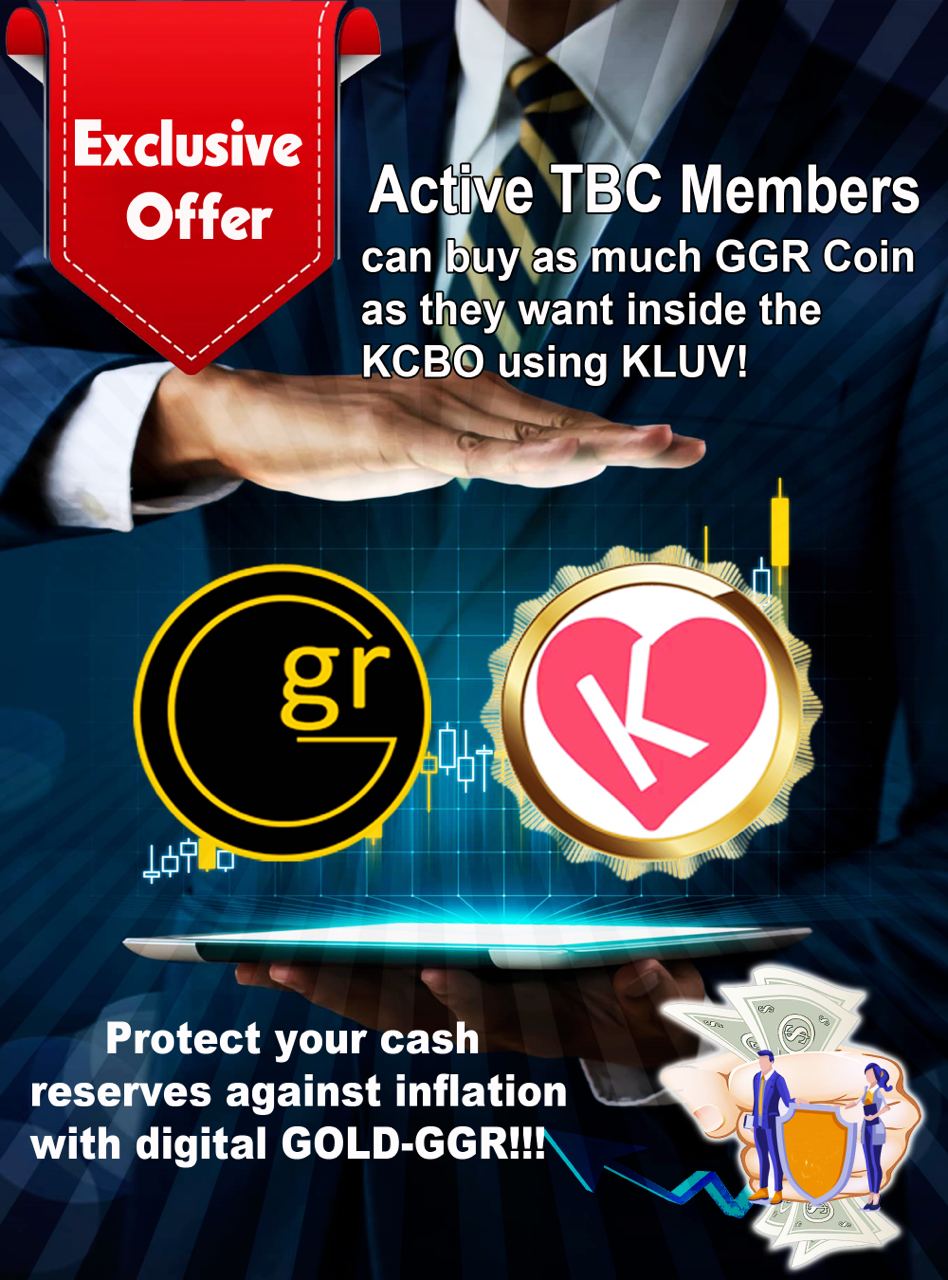 Exclusive
Offer
Active TBC Members
can buy as much GGR Coin
as they want inside the
KCBO using KLUV!
gr
K
Protect your cash
reserves against inflation
with digital GOLD-GGR!!!